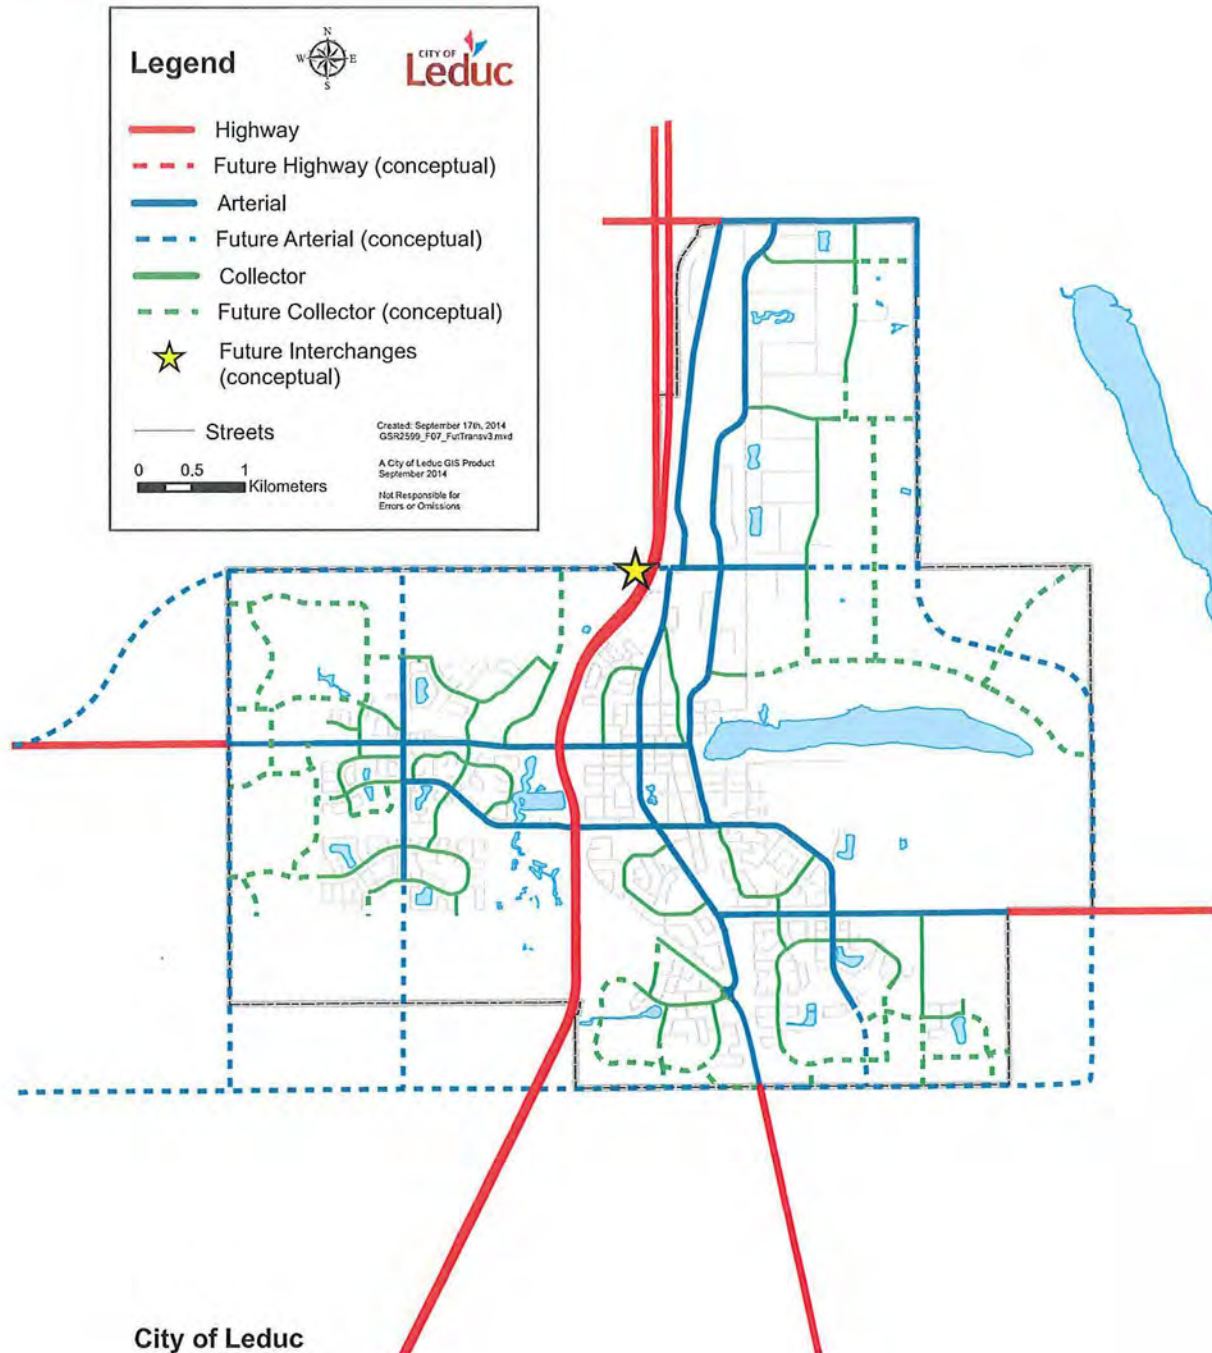 N
W E
S
CITY OF
Leduc
Legend
Highway
Future Highway (conceptual)
Arterial
Future Arterial (conceptual)
Collector
Future Collector (conceptual)
Future Interchanges
(conceptual)
Streets
Created: September 17th, 2014
GSR2599_F07_FutTransv3.mxd
0 0.5 1
Kilometers
A City of Leduc GIS Product
September 2014
Not Responsible for
Errors or Omissions
City of Leduc